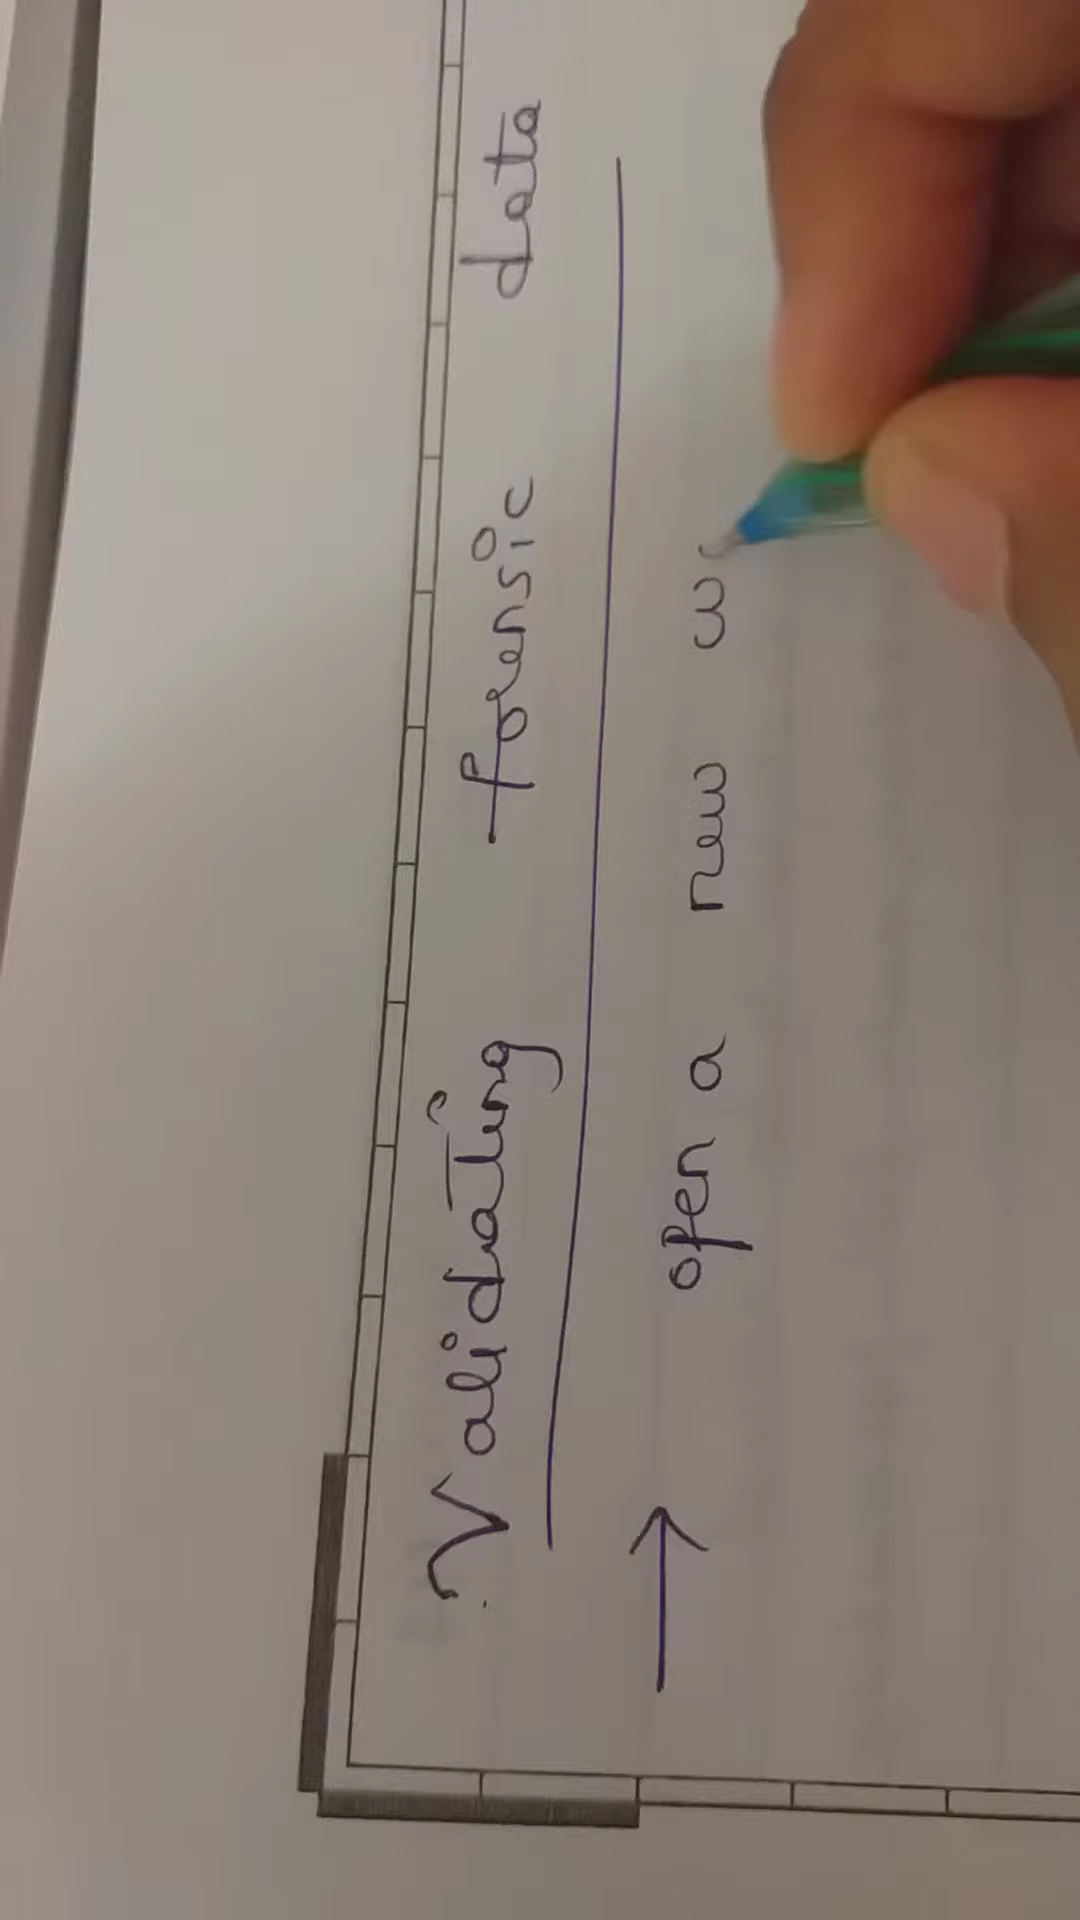 Validating forensic data
→ open a new w